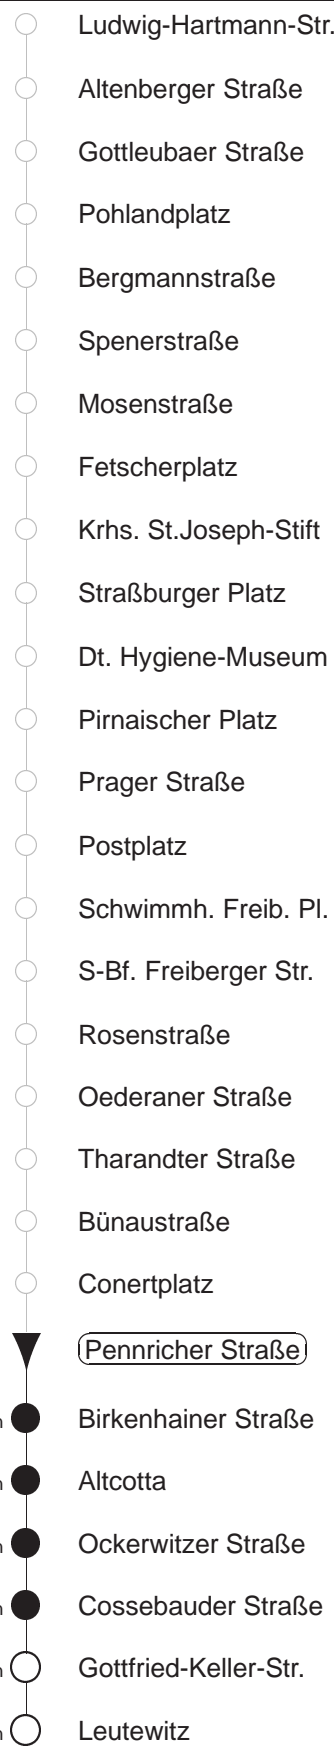 Ludwig-Hartmann-Str.
Altenberger Straße
Gottleubaer Straße
Pohlandplatz
Bergmannstraße
Spenerstraße
Mosenstraße
Fetscherplatz
Krhs. St.Joseph-Stift
Straßburger Platz
Dt. Hygiene-Museum
Pirnaischer Platz
Prager Straße
Postplatz
Schwimmh. Freib. Pl.
S-Bf. Freiberger Str.
Rosenstraße
Oederaner Straße
Tharandter Straße
Bünaustraße
Conertplatz
Pennricher Straße
Birkenhainer Straße
Altcotta
Ockerwitzer Straße
Cossebauder Straße
Gottfried-Keller-Str.
Leutewitz